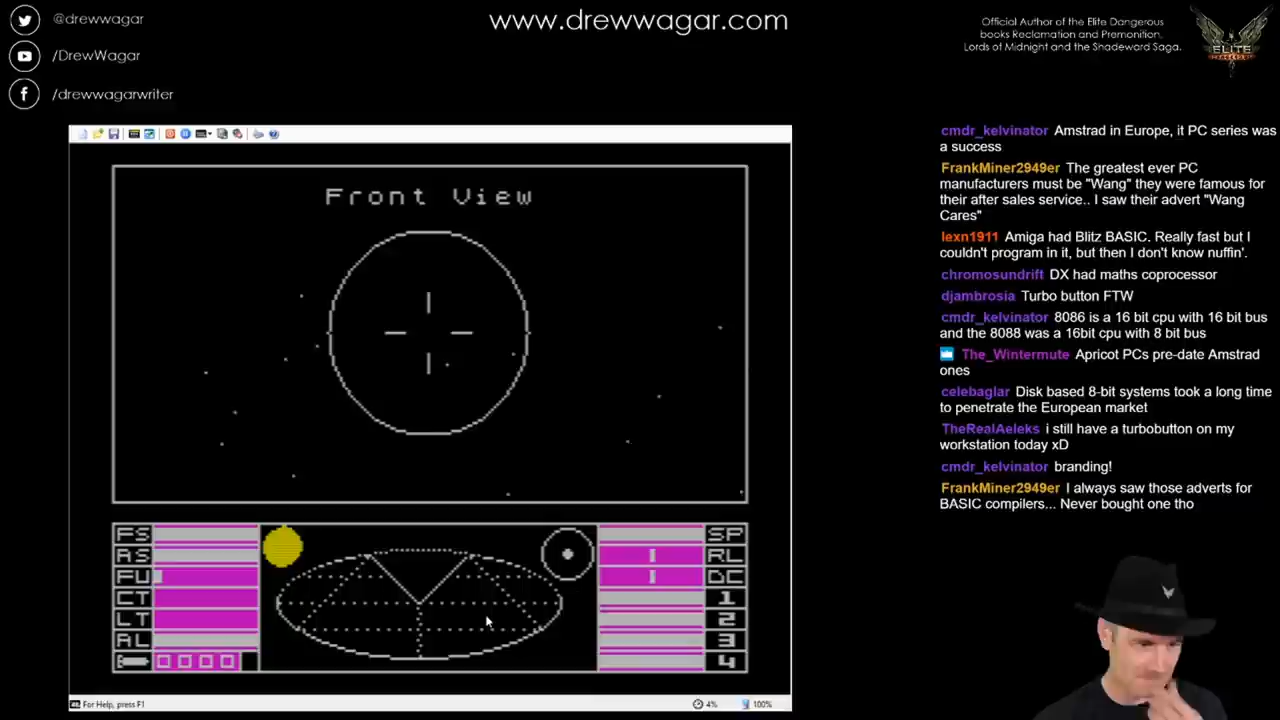 @drewwagar
/DrewWagar
/drewwagarwriter
www.drewwagar.com
Official Author of the Elite Dangerous
books Reclamation and Premonition,
Lords of Midnight and the Shadeward Saga.
ELITE
DANGEROUS
Front View
FS
AS
FU
CT
LT
AL
SP
RL
DC
1
2
3
4
For Help, press F1
4%
100%
cmdr_kelvinator Amstrad in Europe, it PC series was
a success
FrankMiner2949er The greatest ever PC
manufacturers must be "Wang" they were famous for
their after sales service.. I saw their advert "Wang
Cares"
lexn1911 Amiga had Blitz BASIC. Really fast but I
couldn't program in it, but then I don't know nuffin'.
chromosundrift DX had maths coprocessor
djambrosia Turbo button FTW
cmdr_kelvinator 8086 is a 16 bit cpu with 16 bit bus
and the 8088 was a 16bit cpu with 8 bit bus
The_Wintermute Apricot PCs pre-date Amstrad
ones
celebaglar Disk based 8-bit systems took a long time
to penetrate the European market
TheRealAeleks i still have a turbobutton on my
workstation today xD
cmdr_kelvinator branding!
FrankMiner2949er I always saw those adverts for
BASIC compilers... Never bought one tho